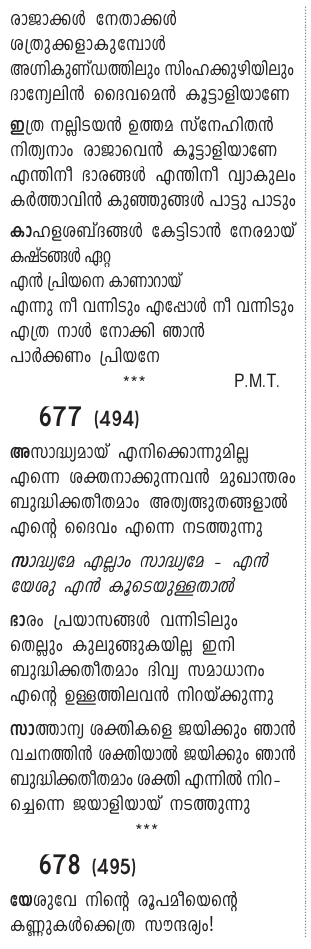 രാജാക്കൾ നേതാക്കൾ
ശത്രുക്കളാകുമ്പോൾ
അഗ്നികുണ്ഡത്തിലും സിംഹക്കുഴിയിലും
ദാന്യേലിൻ ദൈവമെൻ കൂട്ടാളിയാണേ
ഇത്ര നല്ലിടയൻ ഉത്തമ സ്നേഹിതൻ
നിത്യനാം രാജാവെൻ കൂട്ടാളിയാണേ
എന്തിനീ ഭാരങ്ങൾ എന്തിനീ വ്യാകുലം
കർത്താവിൻ കുഞ്ഞുങ്ങൾ പാട്ടു പാടും
കാഹളശബ്ദങ്ങൾ കേട്ടിടാൻ നേരമായ്
കഷ്ടങ്ങൾ ഏറ്റ
എൻ പ്രിയനെ കാണാറായ്
എന്നു നീ വന്നിടും എപ്പോൾ നീ വന്നിടും
എത്ര നാൾ നോക്കി ഞാൻ
പാർക്കണം പ്രിയനേ
*** P.M.T.
677 (494)
അസാദ്ധ്യമായ് എനിക്കൊന്നുമില്ല
എന്നെ ശക്തനാക്കുന്നവൻ മുഖാന്തരം
ബുദ്ധിക്കതീതമാം അത്യത്ഭുതങ്ങളാൽ
എന്റെ ദൈവം എന്നെ നടത്തുന്നു
സാദ്ധ്യമേ എല്ലാം സാദ്ധ്യമേ - എൻ
യേശു എൻ കൂടെയുള്ളതാൽ
ഭാരം പ്രയാസങ്ങൾ വന്നിടിലും
തെല്ലും കുലുങ്ങുകയില്ല ഇനി
ബുദ്ധിക്കതീതമാം ദിവ്യ സമാധാനം
എന്റെ ഉള്ളത്തിലവൻ നിറയ്ക്കുന്നു
സാത്താന്യ ശക്തികളെ ജയിക്കും ഞാൻ
വചനത്തിൻ ശക്തിയാൽ ജയിക്കും ഞാൻ
ബുദ്ധിക്കതീതമാം ശക്തി എന്നിൽ നിറ-
ച്ചെന്നെ ജയാളിയായ് നടത്തുന്നു
***
678 (495)
യേശുവേ നിന്റെ രൂപമീയെന്റെ
കണ്ണുകൾക്കെത്ര സൗന്ദര്യം!